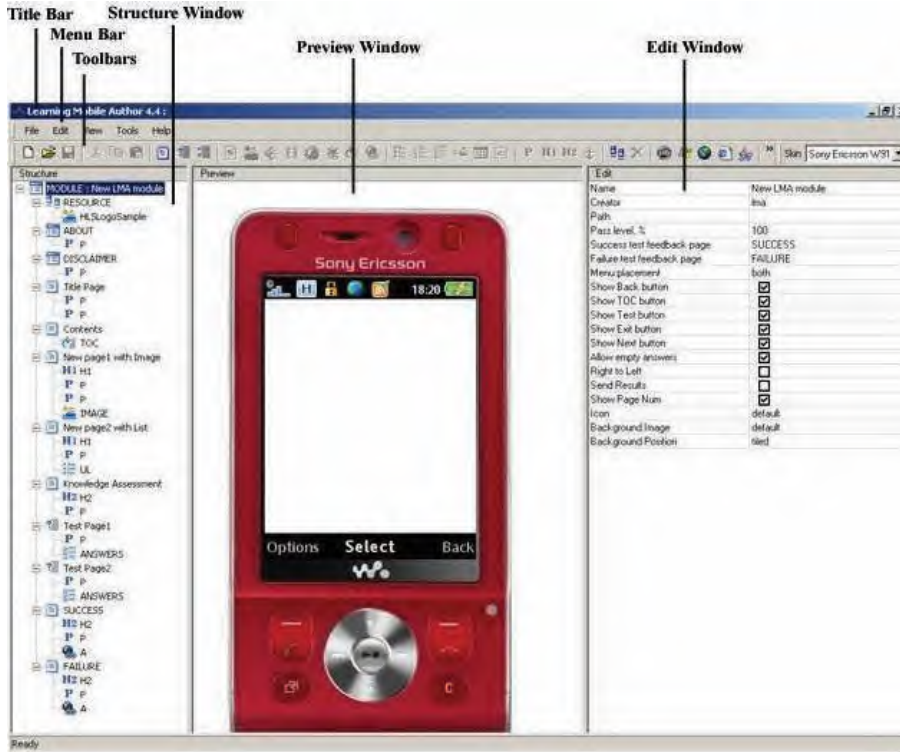 Title Bar
Structure Window
Menu Bar
Toolbars
Preview Window
Edit Window
Learning Mobile Author 4.4 :
File Edit View Tools Help
P H1 H2
Skin Sony Ericsson W91
Structure
MODULE : New LMA module
RESOURCE
HLSLogoSample
ABOUT
P P
DISCLAIMER
P P
Title Page
P P
P P
Contents
TOC
New page1 with Image
H1 H1
P P
IMAGE
New page2 with List
H1 H1
P P
UL
Knowledge Assessment
H2 H2
P P
Test Page1
P P
ANSWERS
Test Page2
P P
ANSWERS
SUCCESS
H2 H2
P P
A
FAILURE
H2 H2
P P
A
Preview
Sony Ericsson
H 18:20
Options Select Back
C
Edit
Name New LMA module
Creator lma
Path
Pass level, % 100
Success test feedback page SUCCESS
Failure test feedback page FAILURE
Menu placement both
Show Back button
Show TOC button
Show Test button
Show Exit button
Show Next button
Allow empty answers
Right to Left
Send Results
Show Page Num
Icon default
Background Image default
Background Position tiled
Ready